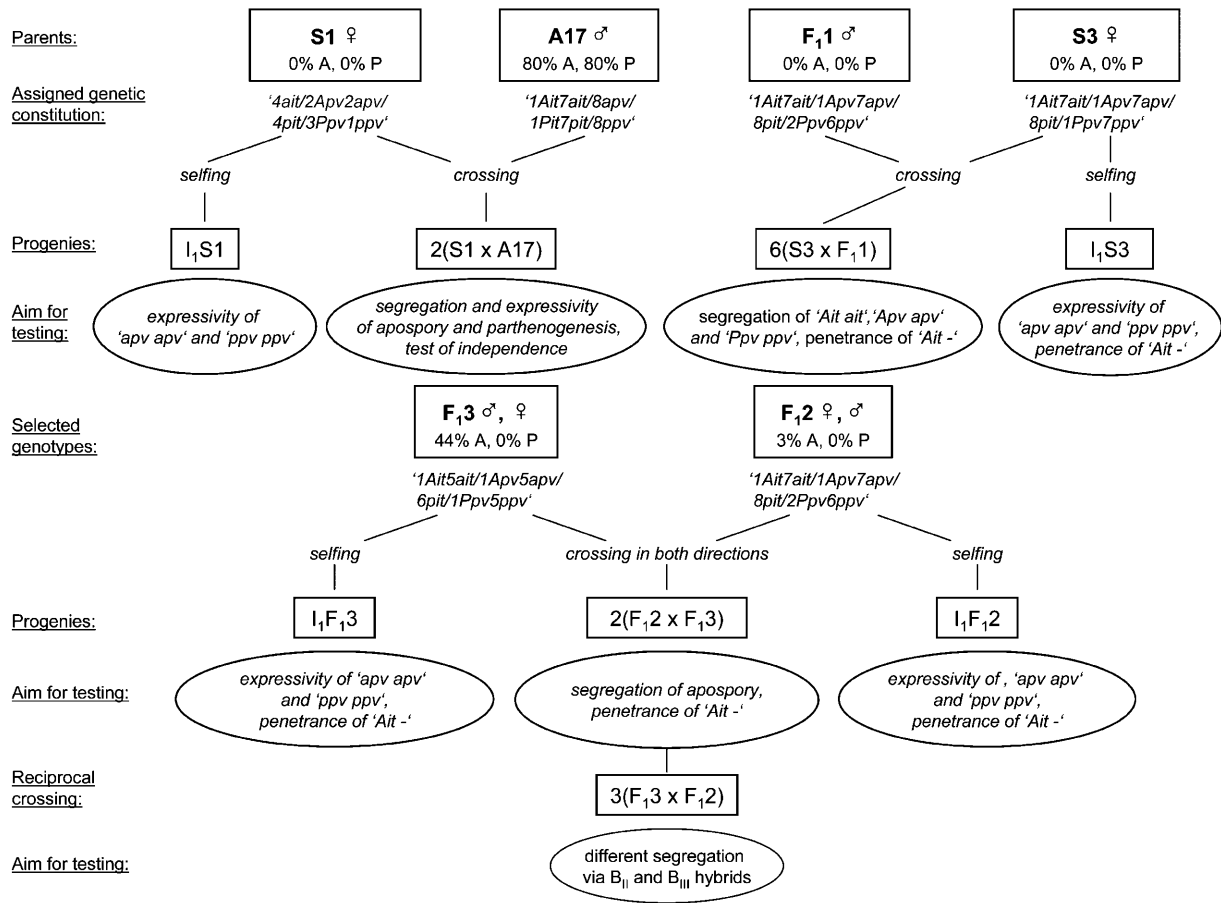 Parents:
S1 ♀
0% A, 0% P
A17 ♂
80% A, 80% P
F₁1 ♂
0% A, 0% P
S3 ♀
0% A, 0% P
Assigned genetic
constitution:
‘4ait/2Apv2apv/
4pit/3Ppv1ppv‘
‘1Ait7ait/8apv/
1Pit7pit/8ppv‘
‘1Ait7ait/1Apv7apv/
8pit/2Ppv6ppv‘
‘1Ait7ait/1Apv7apv/
8pit/1Ppv7ppv‘
selfing
crossing
crossing
selfing
Progenies:
I₁S1
2(S1 x A17)
6(S3 x F₁1)
I₁S3
Aim for
testing:
expressivity of
‘apv apv‘ and ‘ppv ppv‘
segregation and expressivity
of apospory and parthenogenesis,
test of independence
segregation of ‘Ait ait‘,‘Apv apv‘
and ‘Ppv ppv‘, penetrance of ‘Ait -‘
expressivity of
‘apv apv‘ and ‘ppv ppv‘,
penetrance of ‘Ait -‘
Selected
genotypes:
F₁3 ♂, ♀
44% A, 0% P
F₁2 ♀, ♂
3% A, 0% P
‘1Ait5ait/1Apv5apv/
6pit/1Ppv5ppv‘
‘1Ait7ait/1Apv7apv/
8pit/2Ppv6ppv‘
selfing
crossing in both directions
selfing
Progenies:
I₁F₁3
2(F₁2 x F₁3)
I₁F₁2
Aim for testing:
expressivity of ‘apv apv‘
and ‘ppv ppv‘,
penetrance of ‘Ait -‘
segregation of apospory,
penetrance of ‘Ait -‘
expressivity of , ‘apv apv‘
and ‘ppv ppv‘,
penetrance of ‘Ait -‘
Reciprocal
crossing:
3(F₁3 x F₁2)
Aim for testing:
different segregation
via B_II and B_III hybrids